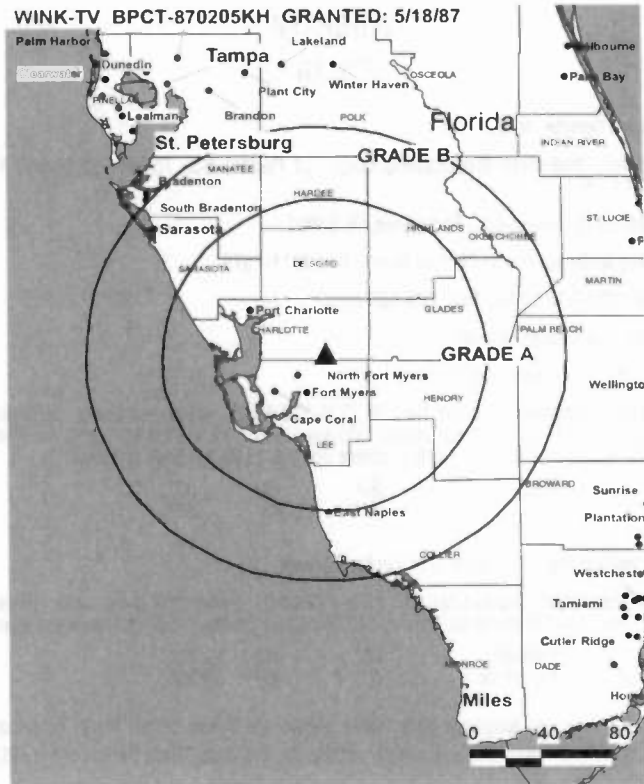 WINK-TV BPCT-870205KH GRANTED: 5/18/87
Palm Harbor
Lakeland
Dunedin
Tampa
Clearwater
OSCEOLA
Palm Bay
PINELLAS
Plant City
Winter Haven
Lealman
Brandon
POLK
Florida
St. Petersburg
INDIAN RIVER
GRADE B
MANATEE
Bradenton
HARDEE
South Bradenton
ST. LUCIE
Sarasota
HIGHLANDS
OKEECHOBEE
SARASOTA
DE SOTO
MARTIN
Port Charlotte
GLADES
CHARLOTTE
PALM BEACH
GRADE A
North Fort Myers
Wellington
Fort Myers
HENDRY
Cape Coral
LEE
BROWARD
Sunrise
East Naples
Plantation
COLLIER
Westcheste
Tamiami
Cutler Ridge
MONROE
DADE
Miles
0 40 80